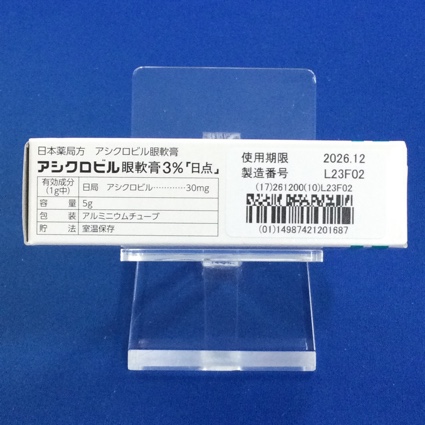 日本薬局方 アシクロビル眼軟膏
アシクロビル眼軟膏3%「日点」
有効成分(1g中) 日局 アシクロビル…………30mg
容量 5g
包装 アルミニウムチューブ
貯法 室温保存
使用期限 2026.12
製造番号 L23F02
(17)261200(10)L23F02
(01)14987421201687